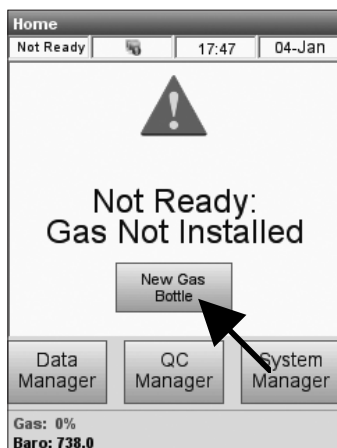 Home
Not Ready 17:47 04-Jan
Not Ready:
Gas Not Installed
New Gas
Bottle
Data
Manager
QC
Manager
System
Manager
Gas: 0%
Baro: 738.0